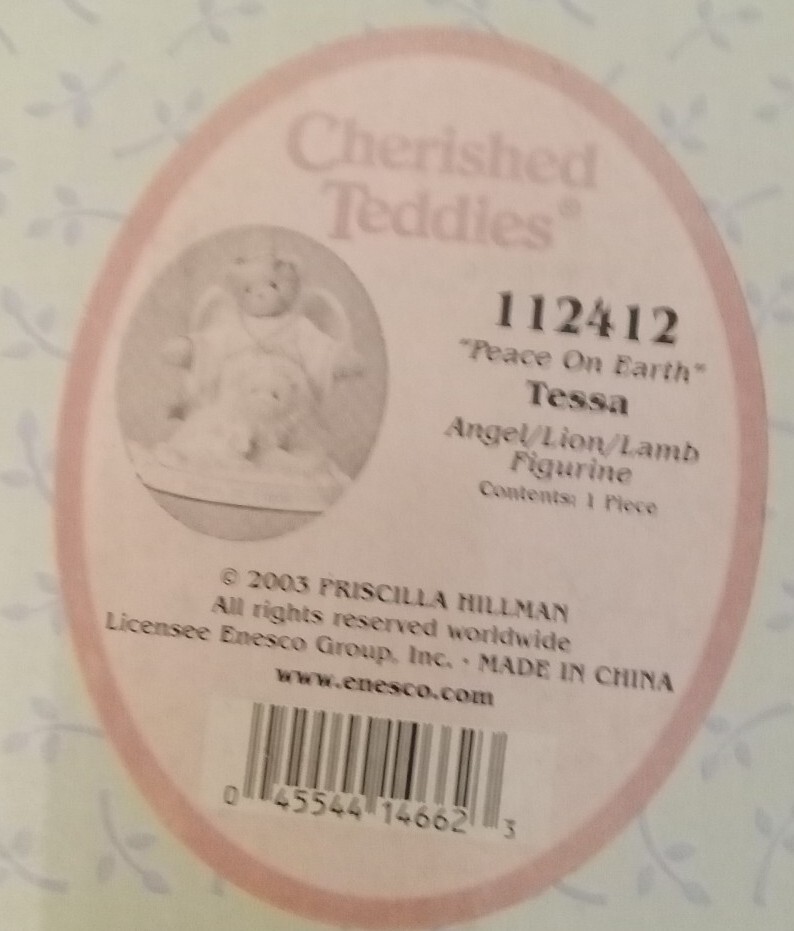 Cherished
Teddies®
112412
"Peace On Earth"
Tessa
Angel/Lion/Lamb
Figurine
Contents: 1 Piece
© 2003 PRISCILLA HILLMAN
All rights reserved worldwide
Licensee Enesco Group, Inc. · MADE IN CHINA
www.enesco.com
0 45544 14662 3